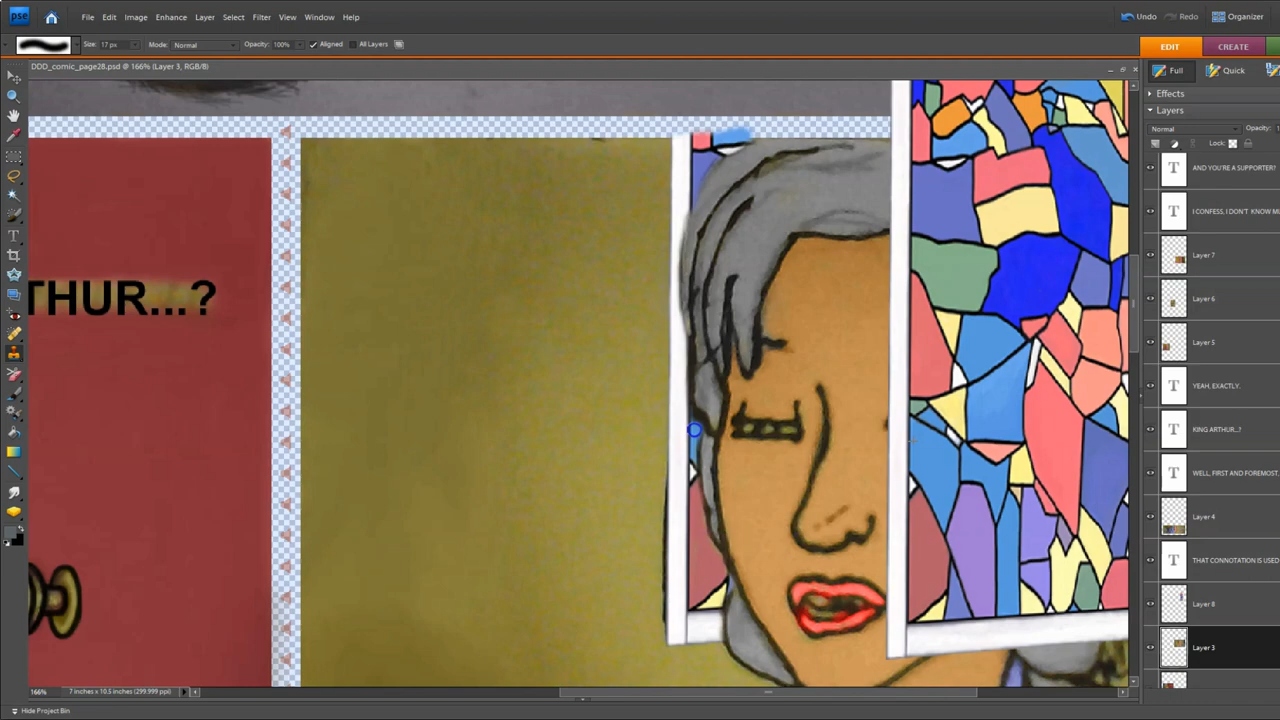 pse File Edit Image Enhance Layer Select Filter View Window Help Undo Redo Organizer
Size: 17 px Mode: Normal Opacity: 100% Aligned All Layers EDIT CREATE
DDD_comic_page28.psd @ 166% (Layer 3, RGB/8) Full Quick
Effects
Layers
Normal Opacity: 1
Lock:
AND YOU'RE A SUPPORTER?
I CONFESS, I DON'T KNOW M
Layer 7
THUR...?
Layer 6
Layer 5
YEAH, EXACTLY.
KING ARTHUR...?
WELL, FIRST AND FOREMOST,
Layer 4
THAT CONNOTATION IS USED
Layer 8
Layer 3
166% 7 inches x 10.5 inches (299.999 ppi)
Hide Project Bin